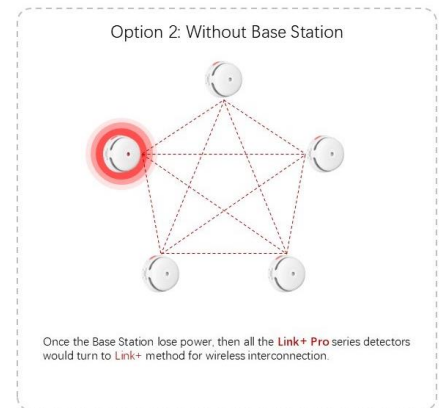 Option 2: Without Base Station
Once the Base Station lose power, then all the Link+ Pro series detectors
would turn to Link+ method for wireless interconnection.